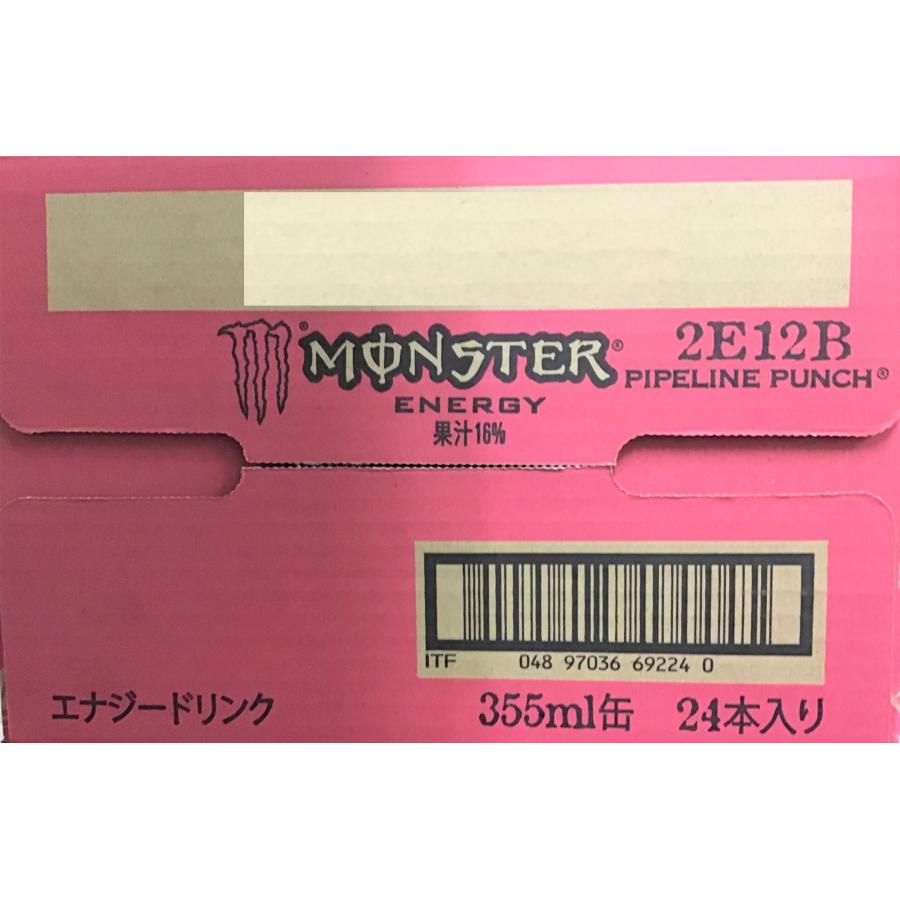 MONSTER® 2E12B
ENERGY PIPELINE PUNCH®
果汁16%
ITF 048 97036 69224 0
エナジードリンク 355ml缶 24本入り